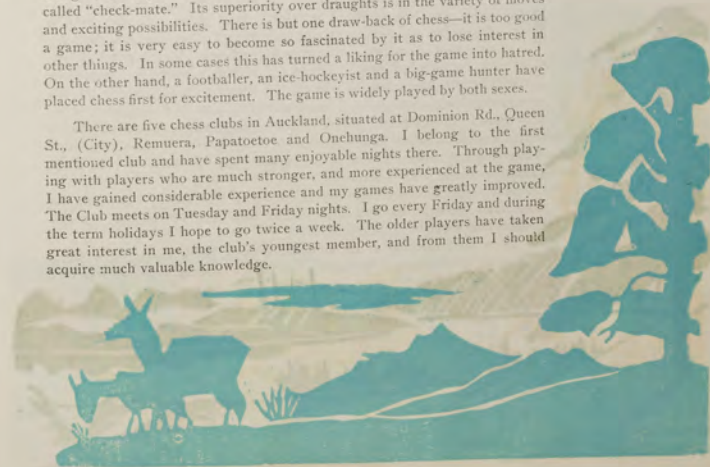 called "check-mate." Its superiority over draughts is in the variety of moves
and exciting possibilities. There is but one draw-back of chess—it is too good
a game; it is very easy to become so fascinated by it as to lose interest in
other things. In some cases this has turned a liking for the game into hatred.
On the other hand, a footballer, an ice-hockeyist and a big-game hunter have
placed chess first for excitement. The game is widely played by both sexes.
There are five chess clubs in Auckland, situated at Dominion Rd., Queen
St., (City), Remuera, Papatoetoe and Onehunga. I belong to the first
mentioned club and have spent many enjoyable nights there. Through play-
ing with players who are much stronger, and more experienced at the game,
I have gained considerable experience and my games have greatly improved.
The Club meets on Tuesday and Friday nights. I go every Friday and during
the term holidays I hope to go twice a week. The older players have taken
great interest in me, the club's youngest member, and from them I should
acquire much valuable knowledge.